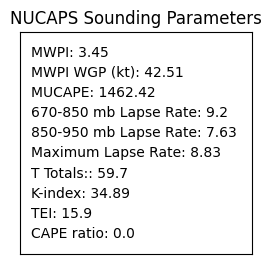 NUCAPS Sounding Parameters
MWPI: 3.45
MWPI WGP (kt): 42.51
MUCAPE: 1462.42
670-850 mb Lapse Rate: 9.2
850-950 mb Lapse Rate: 7.63
Maximum Lapse Rate: 8.83
T Totals:: 59.7
K-index: 34.89
TEI: 15.9
CAPE ratio: 0.0